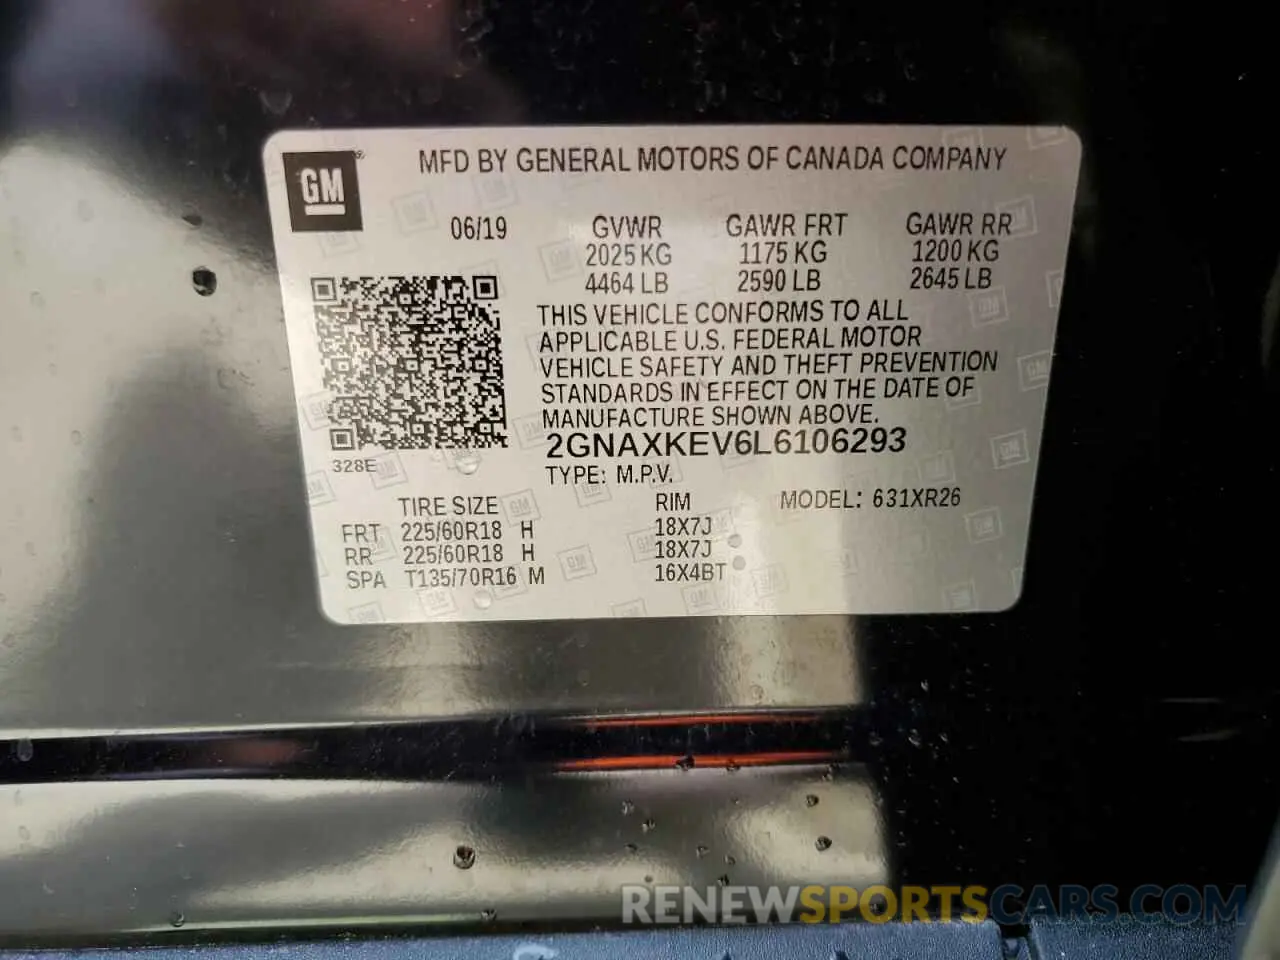 MFD BY GENERAL MOTORS OF CANADA COMPANY
GM
06/19 GVWR GAWR FRT GAWR RR
2025 KG 1175 KG 1200 KG
4464 LB 2590 LB 2645 LB
THIS VEHICLE CONFORMS TO ALL
APPLICABLE U.S. FEDERAL MOTOR
VEHICLE SAFETY AND THEFT PREVENTION
STANDARDS IN EFFECT ON THE DATE OF
MANUFACTURE SHOWN ABOVE.
2GNAXKEV6L6106293
328E
TYPE: M.P.V.
TIRE SIZE RIM MODEL: 631XR26
FRT 225/60R18 H 18X7J
RR 225/60R18 H 18X7J
SPA T135/70R16 M 16X4BT
RENEWSPORTSCARS.COM